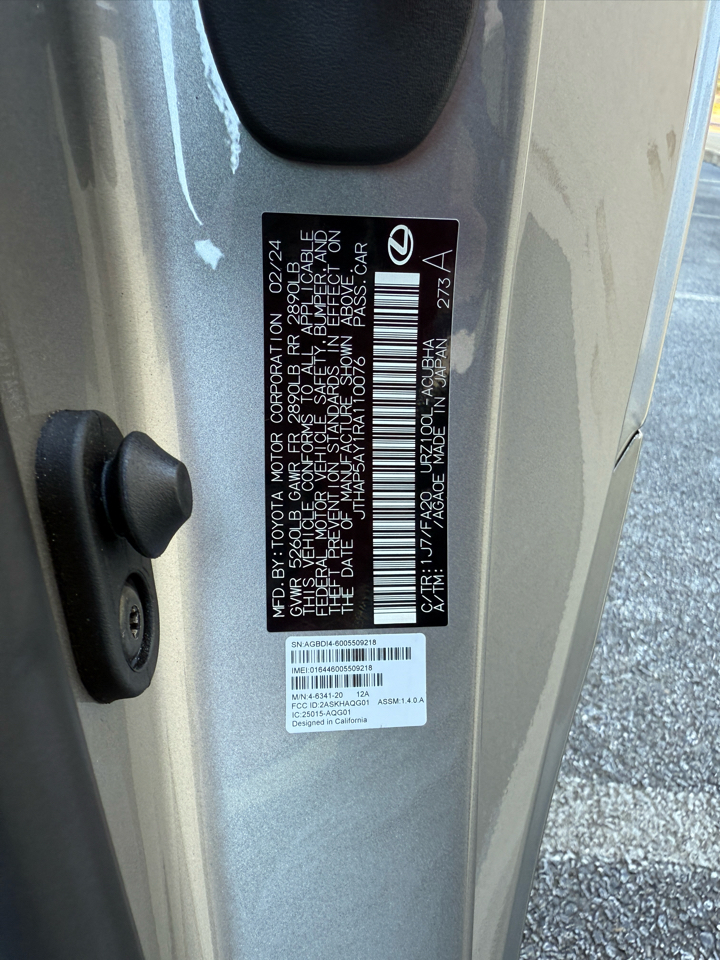 MFD. BY: TOYOTA MOTOR CORPORATION 02/24
GVWR 5260LB GAWR FR 2890LB RR 2890LB
THIS VEHICLE CONFORMS TO ALL APPLICABLE
FEDERAL MOTOR VEHICLE SAFETY, BUMPER, AND
THEFT PREVENTION STANDARDS IN EFFECT ON
THE DATE OF MANUFACTURE SHOWN ABOVE.
JTHAP5AY1RA110076 PASS. CAR
C/TR: 1J7/FA20 URZ100L-ACUBHA 273 A
A/TM: /AGACE MADE IN JAPAN
SN:AGBDI4-6005509218
IMEI:016446005509218
M/N:4-6341-20 12A
FCC ID:2ASKHAQG01 ASSM:1.4.0.A
IC:25015-AQG01
Designed in California